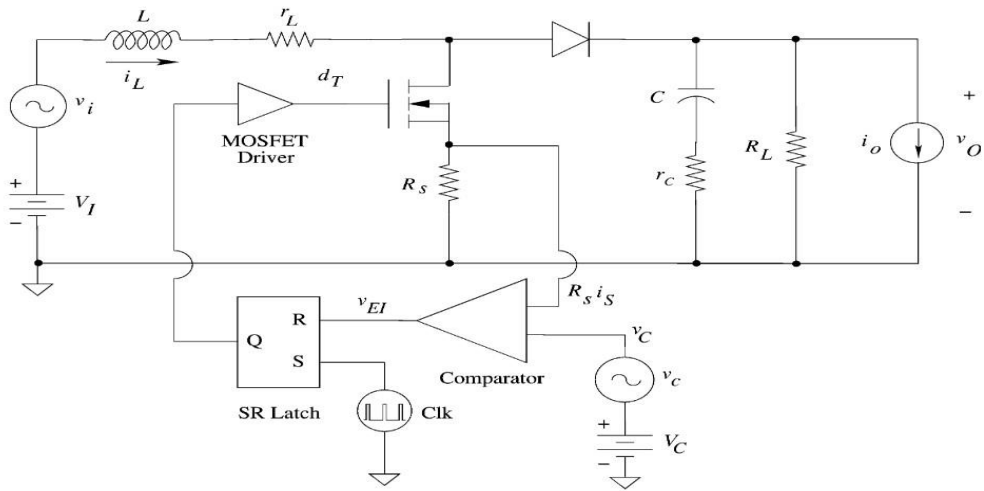 L
r_L
i_L
d_T
v_i
MOSFET
Driver
C
+
R_s
r_C
R_L
i_o
v_O
+
V_I
−
−
R_s i_S
v_EI
v_C
R
Q
S
Comparator
v_c
SR Latch
Clk
+
V_C
−